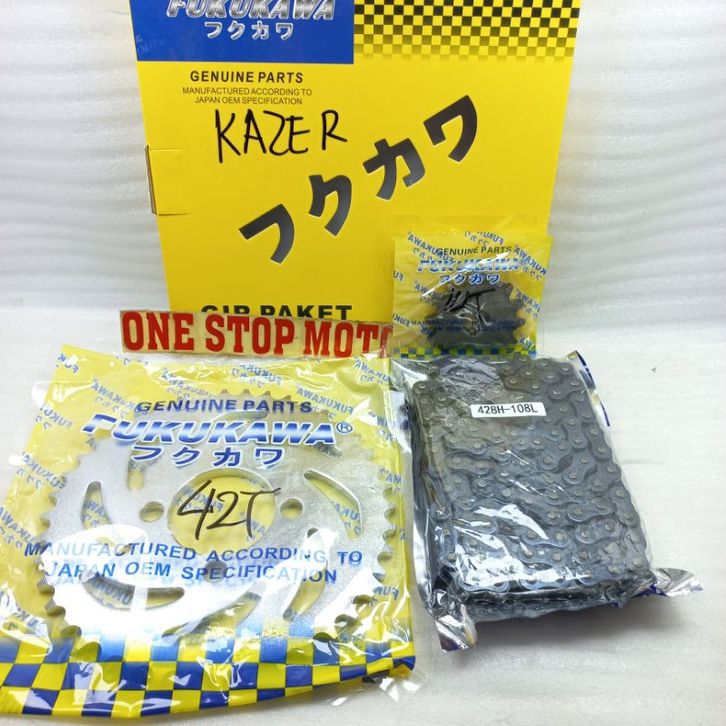 FUKUKAWA
フクカワ
GENUINE PARTS
MANUFACTURED ACCORDING TO
JAPAN OEM SPECIFICATION
KAZE R
フクカワ
GIR PAKET
ONE STOP MOTO
GENUINE PARTS
FUKUKAWA
フクカワ
14T
GENUINE PARTS
FUKUKAWA®
フクカワ
42T
MANUFACTURED ACCORDING TO
JAPAN OEM SPECIFICATION
428H-108L